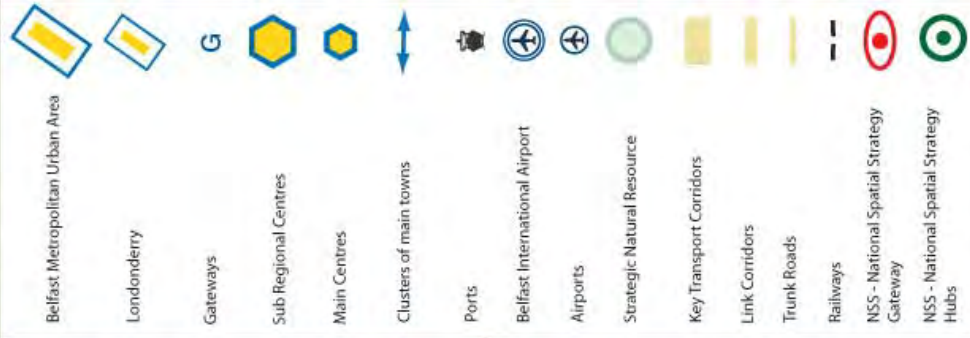 Belfast Metropolitan Urban Area
Londonderry
Gateways
G
Sub Regional Centres
Main Centres
Clusters of main towns
Ports
Belfast International Airport
Airports
Strategic Natural Resource
Key Transport Corridors
Link Corridors
Trunk Roads
Railways
NSS - National Spatial Strategy
Gateway
NSS - National Spatial Strategy
Hubs